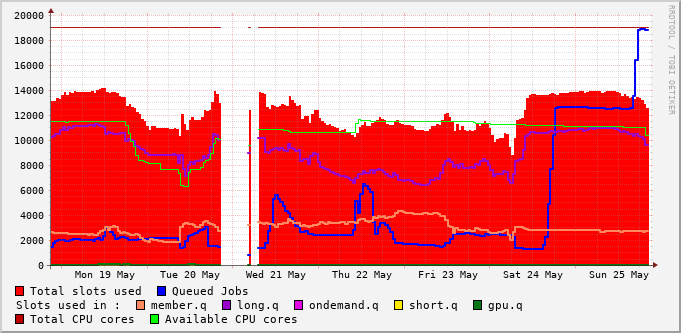 RRDTOOL / TOBI OETIKER
20000
18000
16000
14000
12000
10000
8000
6000
4000
2000
0
Mon 19 May Tue 20 May Wed 21 May Thu 22 May Fri 23 May Sat 24 May Sun 25 May
Total slots used Queued Jobs
Slots used in : member.q long.q ondemand.q short.q gpu.q
Total CPU cores Available CPU cores